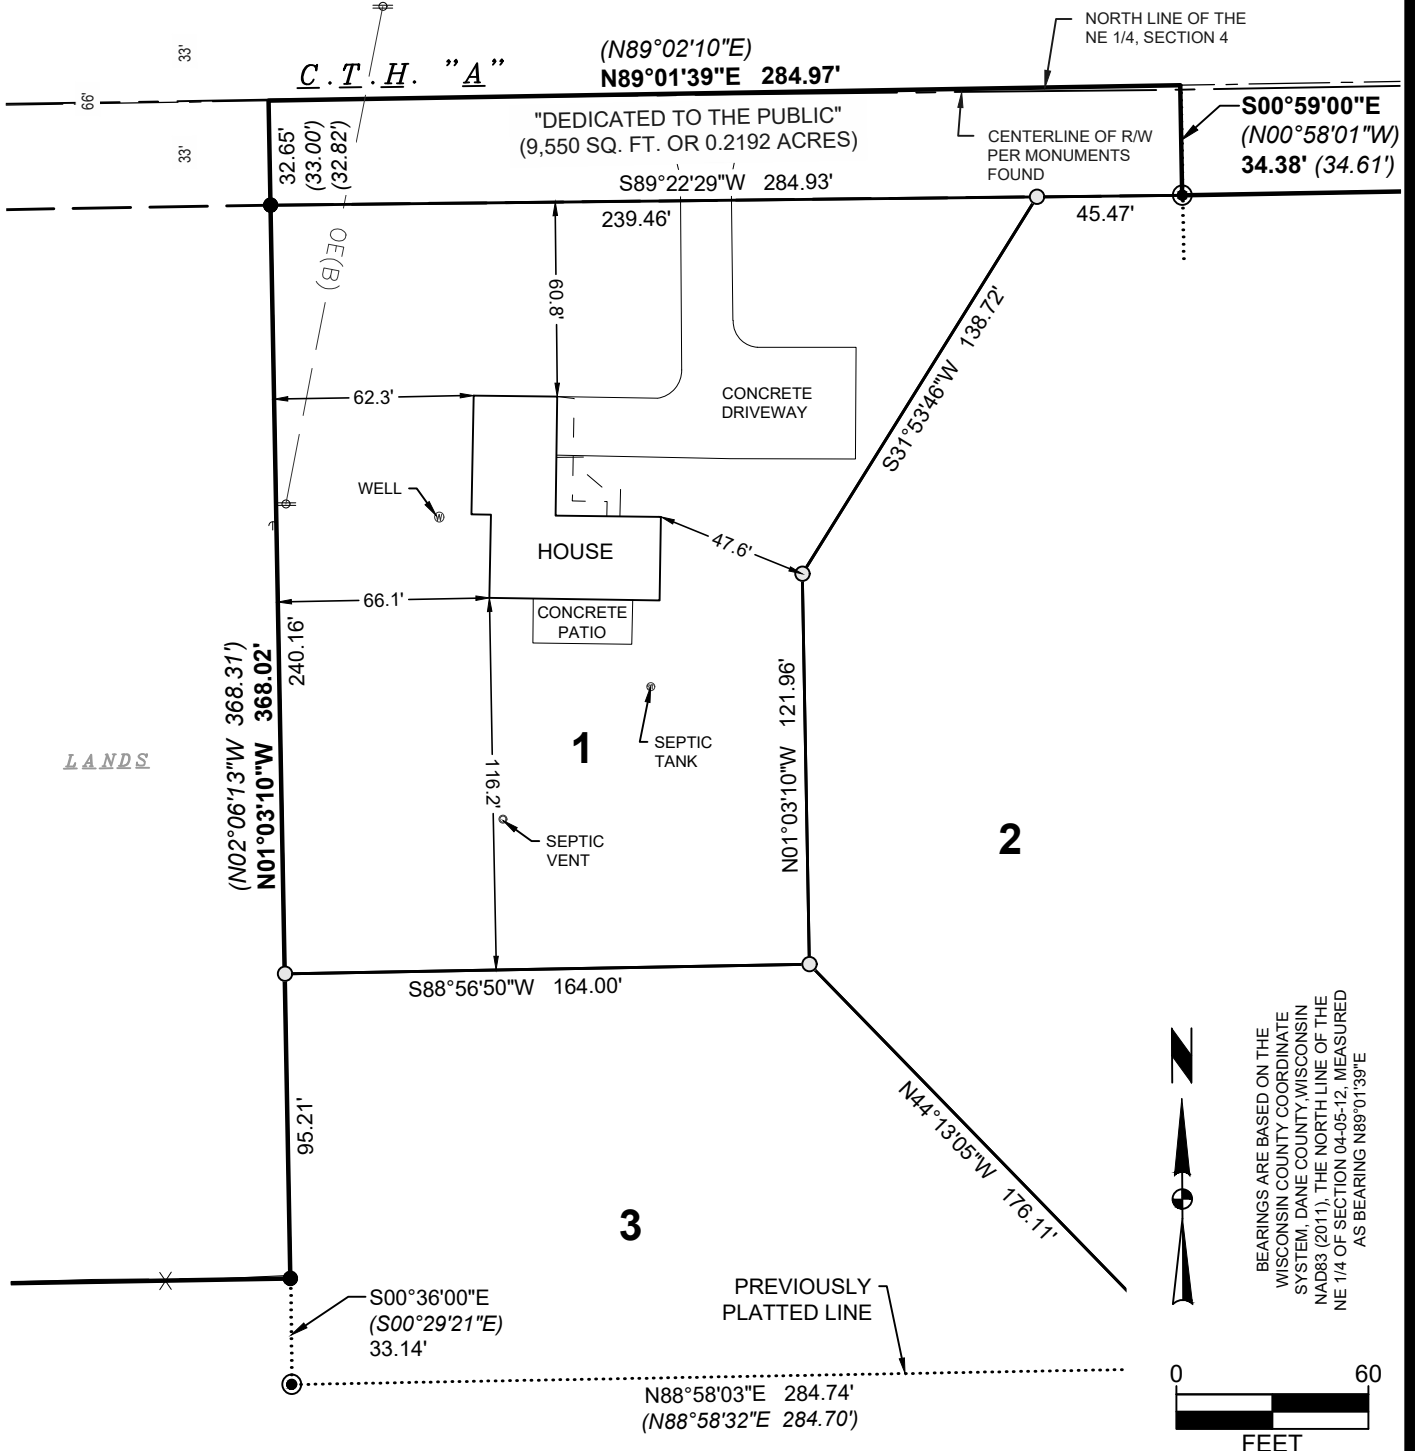 NORTH LINE OF THE
NE 1/4, SECTION 4
33'
(N89°02'10"E)
C.T.H. "A"
N89°01'39"E 284.97'
66'
"DEDICATED TO THE PUBLIC"
(9,550 SQ. FT. OR 0.2192 ACRES)
S00°59'00"E
(N00°58'01"W)
34.38' (34.61')
CENTERLINE OF R/W
PER MONUMENTS
FOUND
33'
32.65'
(33.00')
(32.82')
S89°22'29"W 284.93'
239.46'
45.47'
OE(B)
60.8'
S31°53'46"W 138.72'
62.3'
CONCRETE
DRIVEWAY
WELL
W
HOUSE
47.6'
66.1'
CONCRETE
PATIO
(N02°06'13"W 368.31')
N01°03'10"W 368.02'
240.16'
N01°03'10"W 121.96'
SEPTIC
TANK
1
LANDS
116.2'
SEPTIC
VENT
2
S88°56'50"W 164.00'
N44°13'05"W 176.11'
95.21'
3
N
BEARINGS ARE BASED ON THE
WISCONSIN COUNTY COORDINATE
SYSTEM, DANE COUNTY,WISCONSIN
NAD83 (2011), THE NORTH LINE OF THE
NE 1/4 OF SECTION 04-05-12, MEASURED
AS BEARING N89°01'39"E
S00°36'00"E
(S00°29'21"E)
33.14'
PREVIOUSLY
PLATTED LINE
N88°58'03"E 284.74'
(N88°58'32"E 284.70')
0 60
FEET